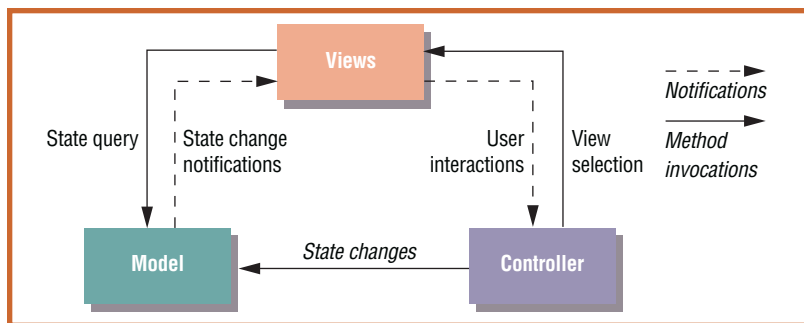 Views
Notifications
Method
invocations
State query
State change
notifications
User
interactions
View
selection
Model
State changes
Controller